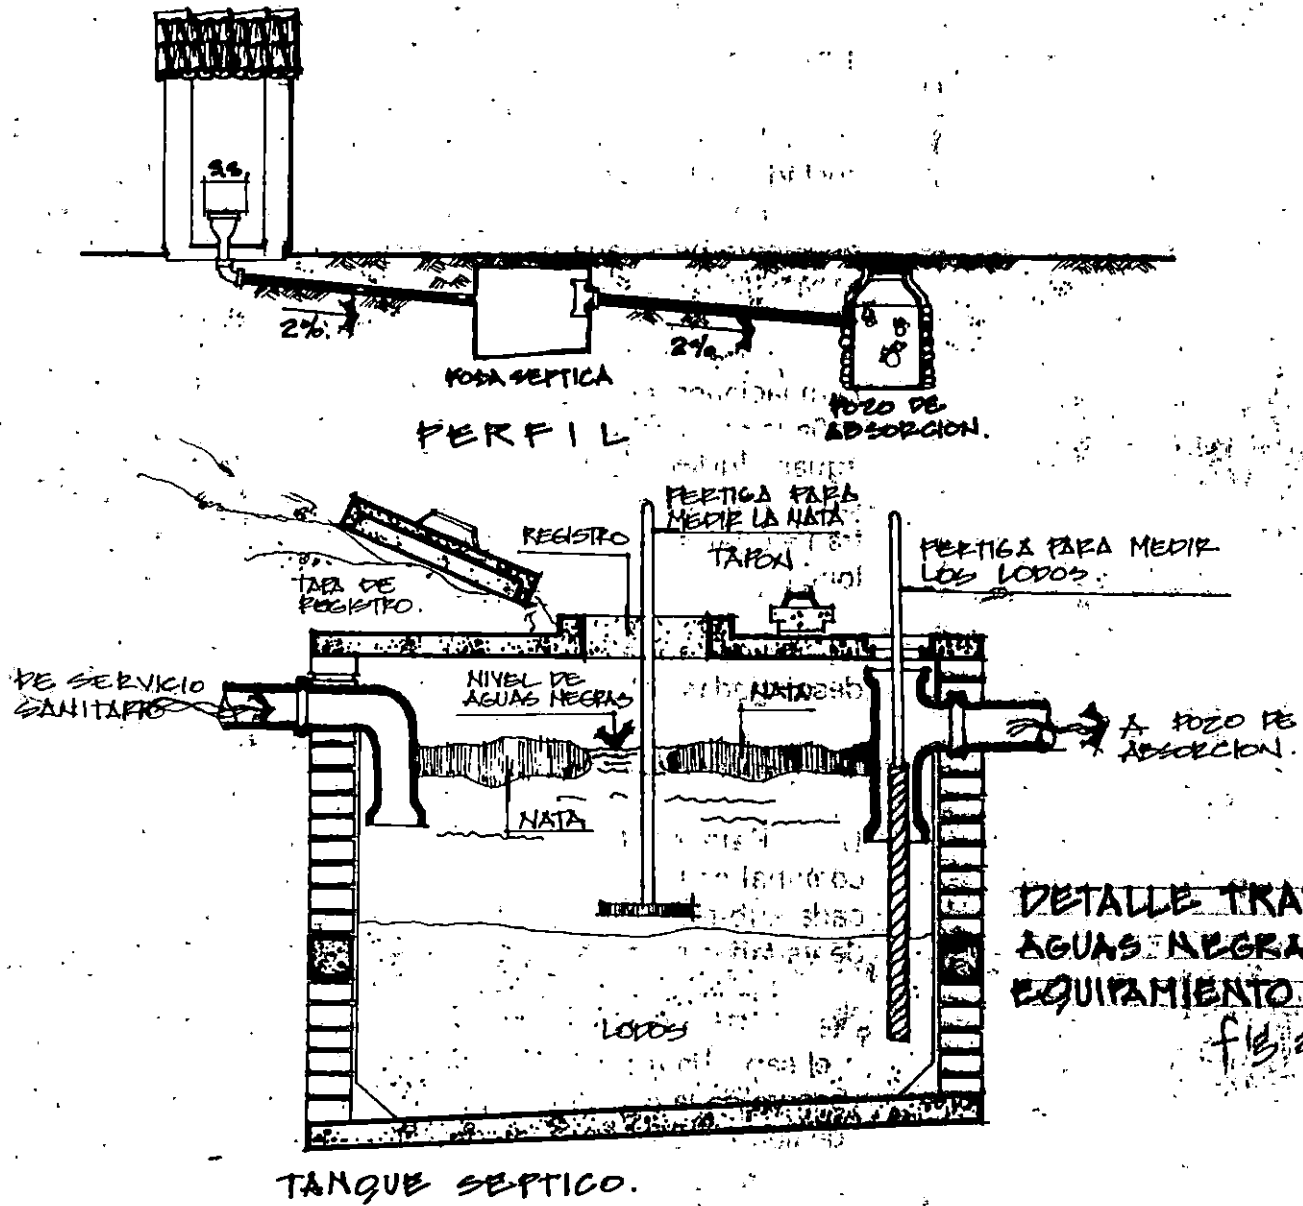 S.S.
2%.
2%
FOSA SEPTICA
POZO DE
ABSORCION.
PERFIL
PERTIGA PARA
MEDIR LA NATA
REGISTRO
TAPON
PERTIGA PARA MEDIR
LOS LODOS.
TAPA DE
REGISTRO.
DE SERVICIO
SANITARIO
NIVEL DE
AGUAS NEGRAS
NATA
A POZO DE
ABSORCION.
NATA
DETALLE TRA
AGUAS NEGRA
EQUIPAMIENTO
LODOS
fig
TANQUE SEPTICO.